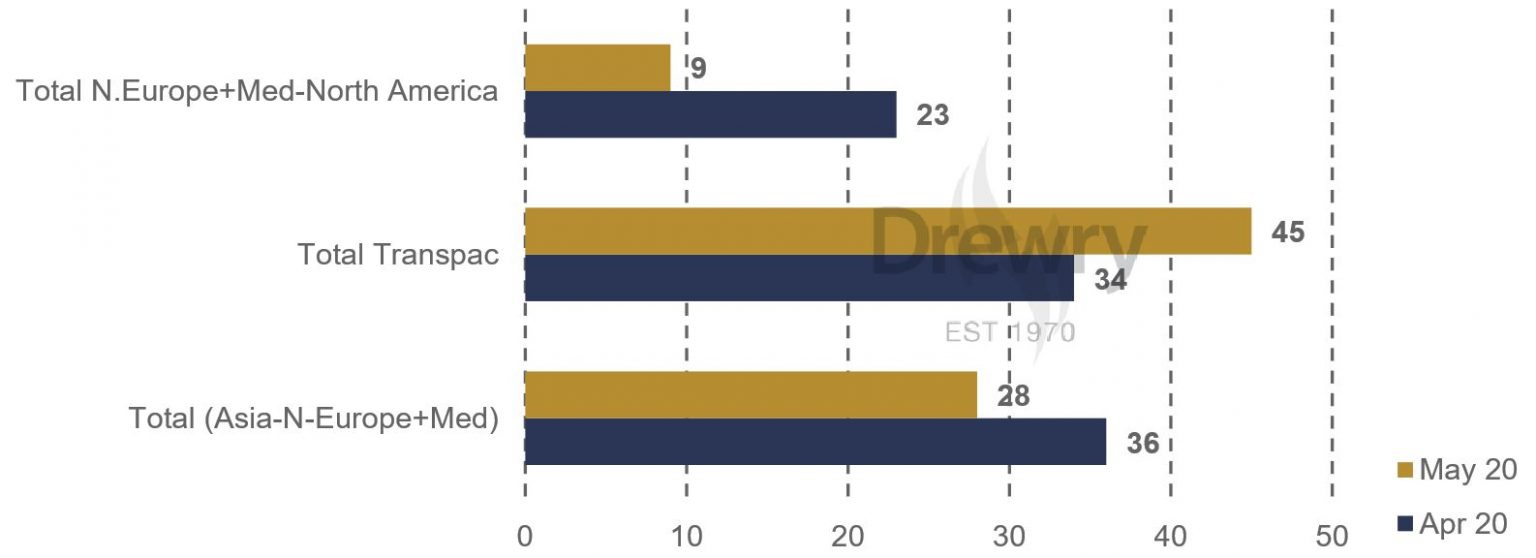 Total N.Europe+Med-North America
9
23
Total Transpac
45
34
Drewry
EST 1970
Total (Asia-N-Europe+Med)
28
36
May 20
Apr 20
0 10 20 30 40 50